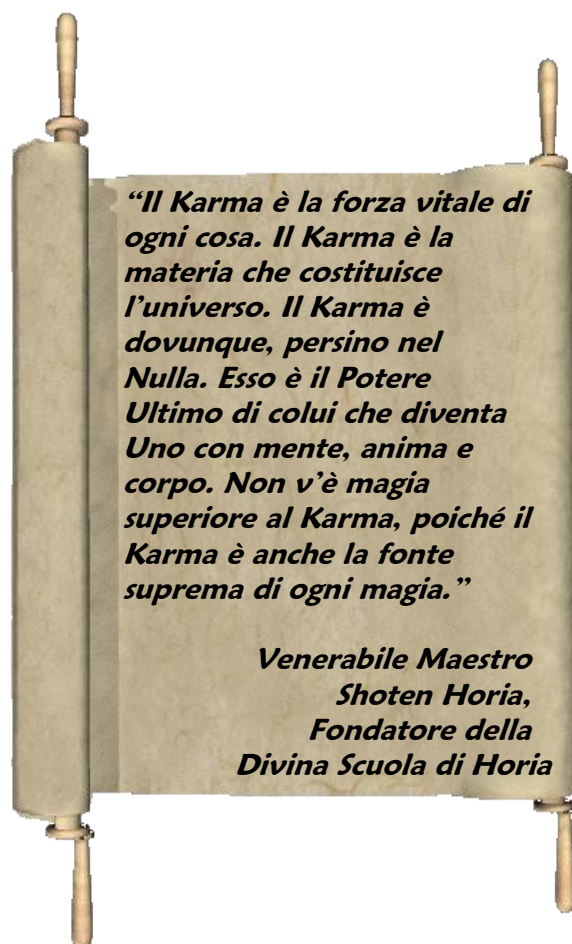 “Il Karma è la forza vitale di
ogni cosa. Il Karma è la
materia che costituisce
l’universo. Il Karma è
dovunque, persino nel
Nulla. Esso è il Potere
Ultimo di colui che diventa
Uno con mente, anima e
corpo. Non v’è magia
superiore al Karma, poiché il
Karma è anche la fonte
suprema di ogni magia.”
Venerabile Maestro
Shoten Horia,
Fondatore della
Divina Scuola di Horia